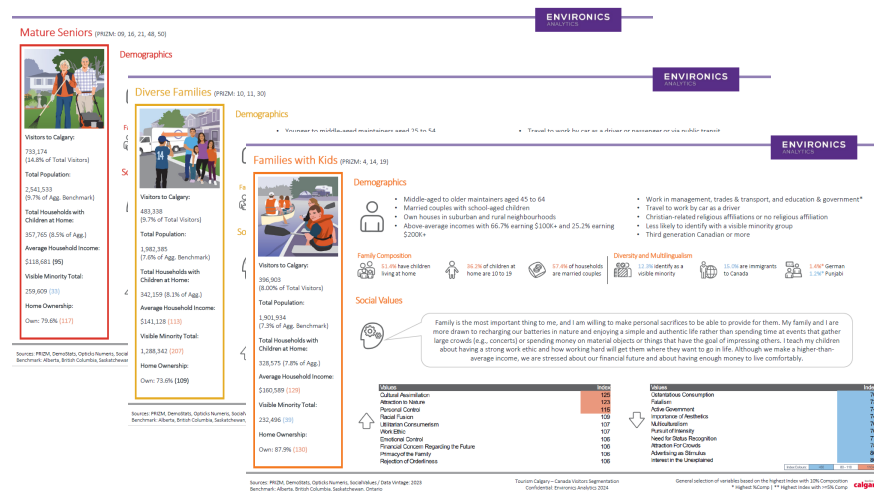 ENVIRONICS
ANALYTICS
Mature Seniors (PRIZM: 09, 16, 21, 48, 50)
Demographics
Visitors to Calgary:
733,174
(14.8% of Total Visitors)
Total Population:
2,541,533
(9.7% of Agg. Benchmark)
Total Households with
Children at Home:
357,765 (8.5% of Agg.)
Average Household Income:
$118,681 (95)
Visible Minority Total:
259,609 (33)
Home Ownership:
Own: 79.6% (117)
Sources: PRIZM, DemoStats, Opticks Numeris, Social
Benchmark: Alberta, British Columbia, Saskatchewan
ENVIRONICS
ANALYTICS
Diverse Families (PRIZM: 10, 11, 30)
Demographics
• Younger to middle-aged maintainers aged 25 to 54
• Travel to work by car as a driver or passenger or via public transit
14
Visitors to Calgary:
483,338
(9.7% of Total Visitors)
Total Population:
1,982,385
(7.6% of Agg. Benchmark)
Total Households with
Children at Home:
342,159 (8.1% of Agg.)
Average Household Income:
$141,128 (113)
Visible Minority Total:
1,288,342 (207)
Home Ownership:
Own: 73.6% (109)
Sources: PRIZM, DemoStats, Opticks Numeris, Social
Benchmark: Alberta, British Columbia, Saskatchewan
ENVIRONICS
ANALYTICS
Families with Kids (PRIZM: 4, 14, 19)
Visitors to Calgary:
396,903
(8.00% of Total Visitors)
Total Population:
1,901,934
(7.3% of Agg. Benchmark)
Total Households with
Children at Home:
328,575 (7.8% of Agg.)
Average Household Income:
$160,589 (129)
Visible Minority Total:
232,496 (39)
Home Ownership:
Own: 87.9% (130)
Demographics
• Middle-aged to older maintainers aged 45 to 64
• Married couples with school-aged children
• Own houses in suburban and rural neighbourhoods
• Above-average incomes with 66.7% earning $100K+ and 25.2% earning
$200K+
• Work in management, trades & transport, and education & government*
• Travel to work by car as a driver
• Christian-related religious affiliations or no religious affiliation
• Less likely to identify with a visible minority group
• Third generation Canadian or more
Family Composition
51.4% have children
living at home
36.2% of children at
home are 10 to 19
57.4% of households
are married couples
Diversity and Multilingualism
12.3% identify as a
visible minority
15.0% are immigrants
to Canada
1.4%* German
1.2%* Punjabi
Social Values
Family is the most important thing to me, and I am willing to make personal sacrifices to be able to provide for them. My family and I are
more drawn to recharging our batteries in nature and enjoying a simple and authentic life rather than spending time at events that gather
large crowds (e.g., concerts) or spending money on material objects or things that have the goal of impressing others. I teach my children
about having a strong work ethic and how working hard will get them where they want to go in life. Although we make a higher-than-
average income, we are stressed about our financial future and about having enough money to live comfortably.
Values Index
Cultural Assimilation 125
Attraction to Nature 123
Personal Control 115
Racial Fusion 109
Utilitarian Consumerism 107
Work Ethic 107
Emotional Control 106
Financial Concern Regarding the Future 106
Primacy of the Family 106
Rejection of Orderliness 106
Values Index
Ostentatious Consumption
Fatalism
Active Government
Importance of Aesthetics
Multiculturalism
Pursuit of Intensity
Need for Status Recognition
Attraction For Crowds
Advertising as Stimulus
Interest in the Unexplained
Sources: PRIZM, DemoStats, Opticks Numeris, SocialValues / Data Vintage: 2023
Benchmark: Alberta, British Columbia, Saskatchewan, Ontario
Tourism Calgary – Canada Visitors Segmentation
Confidential: Environics Analytics 2024
General selection of variables based on the highest index with 10% Composition
* Highest %Comp | ** Highest Index with >=5% Comp